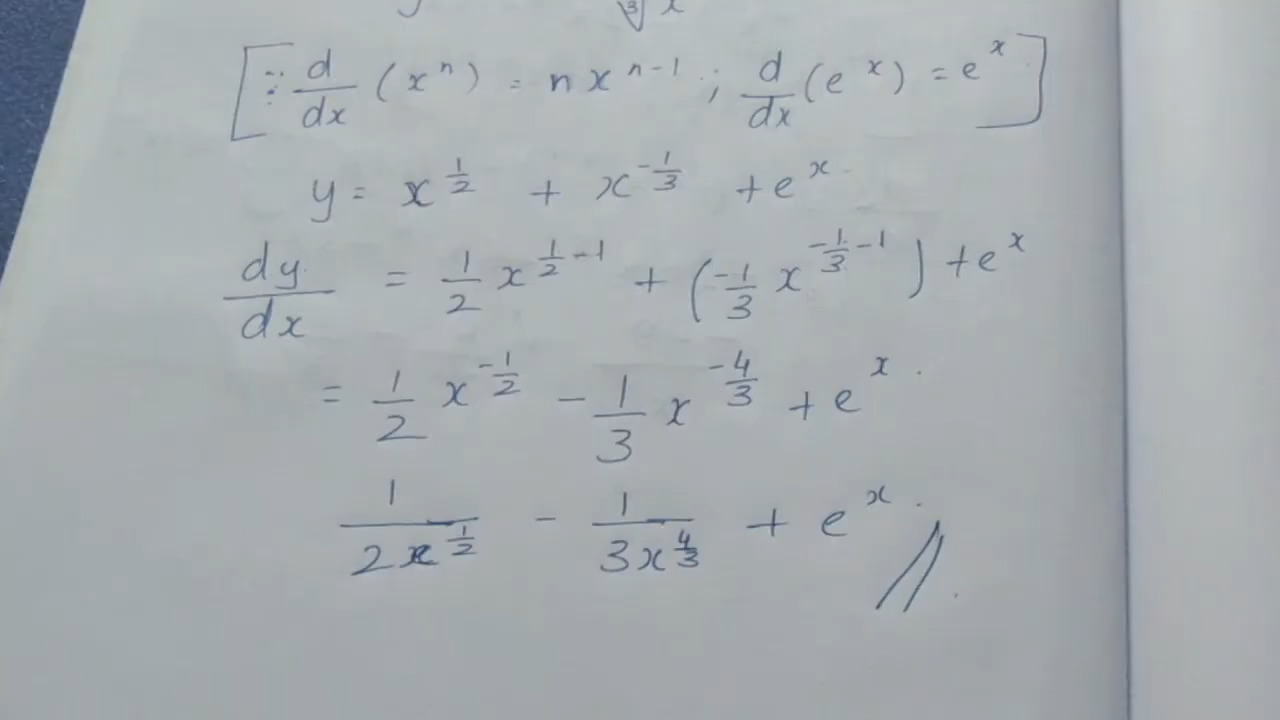 ∛x
[∵ d/dx (x^n) = nx^(n-1) ; d/dx (e^x) = e^x]
y = x^(1/2) + x^(-1/3) + e^x.
dy/dx = 1/2 x^(1/2-1) + (-1/3 x^(-1/3-1)) + e^x
= 1/2 x^(-1/2) - 1/3 x^(-4/3) + e^x.
1/(2x^(1/2)) - 1/(3x^(4/3)) + e^x.